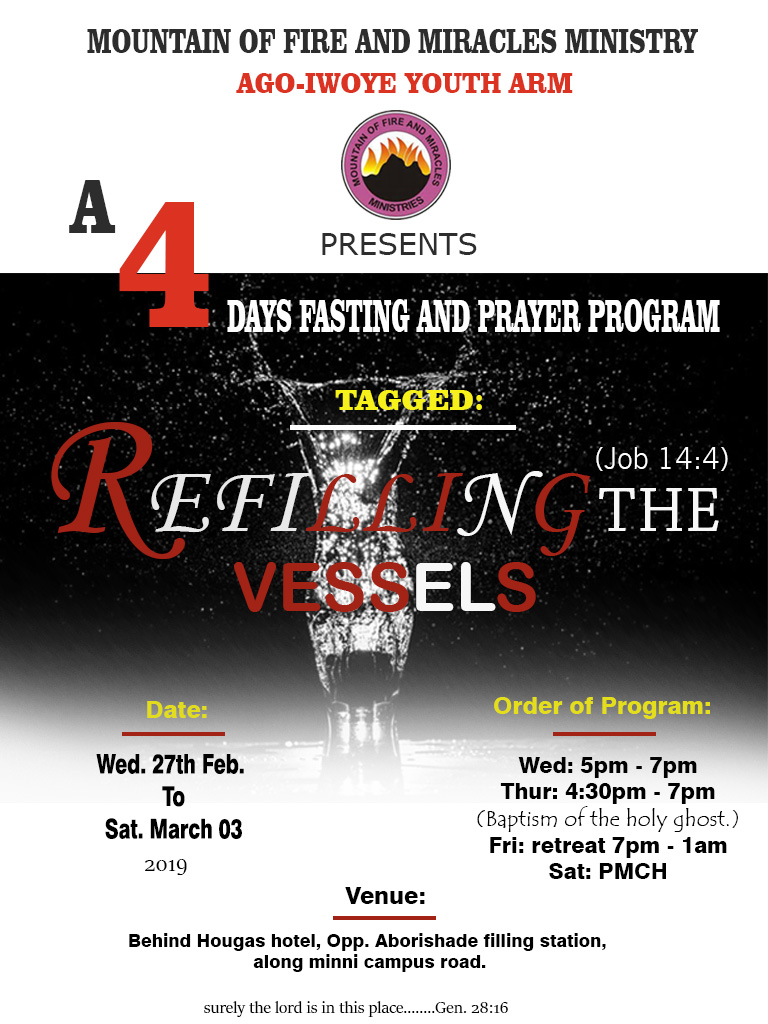 MOUNTAIN OF FIRE AND MIRACLES MINISTRY
AGO-IWOYE YOUTH ARM
MOUNTAIN OF FIRE AND MIRACLES
MINISTRIES
PRESENTS
A 4
DAYS FASTING AND PRAYER PROGRAM
TAGGED:
(Job 14:4)
REFILLING THE
VESSELS
Date:
Wed. 27th Feb.
To
Sat. March 03
2019
Order of Program:
Wed: 5pm - 7pm
Thur: 4:30pm - 7pm
(Baptism of the holy ghost.)
Fri: retreat 7pm - 1am
Sat: PMCH
Venue:
Behind Hougas hotel, Opp. Aborishade filling station,
along minni campus road.
surely the lord is in this place........Gen. 28:16